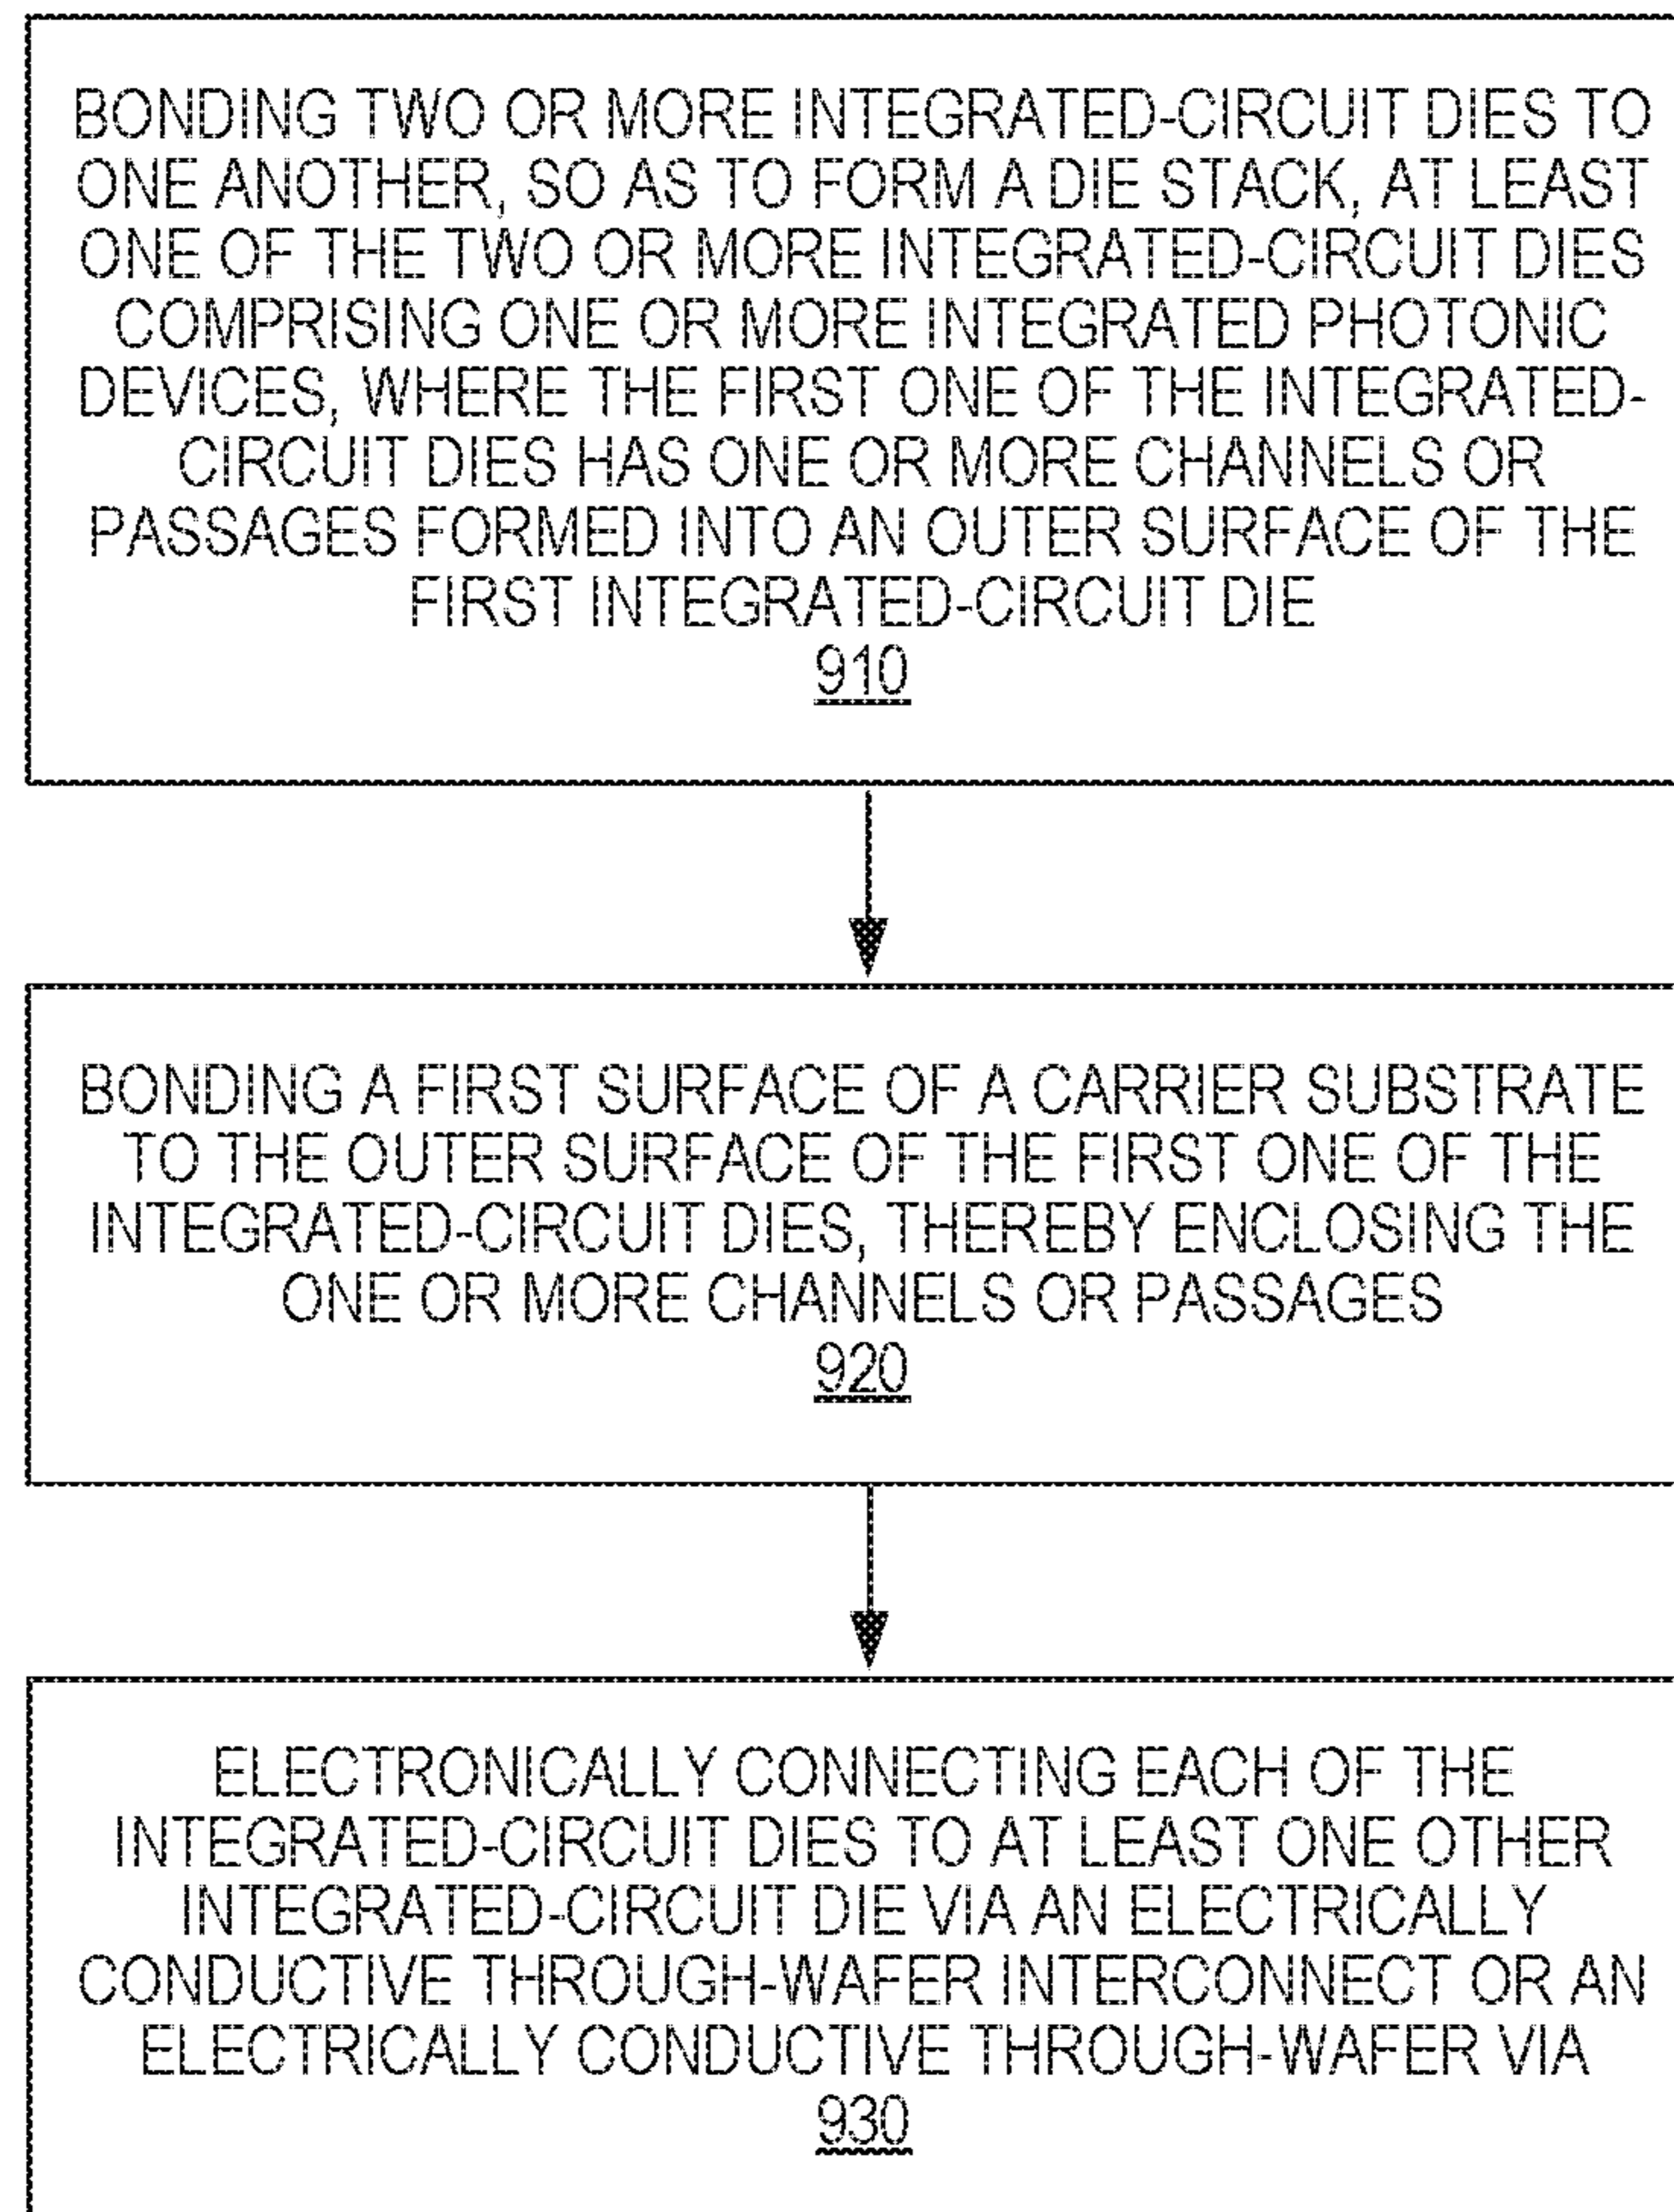 BONDING TWO OR MORE INTEGRATED-CIRCUIT DIES TO
ONE ANOTHER, SO AS TO FORM A DIE STACK, AT LEAST
ONE OF THE TWO OR MORE INTEGRATED-CIRCUIT DIES
COMPRISING ONE OR MORE INTEGRATED PHOTONIC
DEVICES, WHERE THE FIRST ONE OF THE INTEGRATED-
CIRCUIT DIES HAS ONE OR MORE CHANNELS OR
PASSAGES FORMED INTO AN OUTER SURFACE OF THE
FIRST INTEGRATED-CIRCUIT DIE
910
BONDING A FIRST SURFACE OF A CARRIER SUBSTRATE
TO THE OUTER SURFACE OF THE FIRST ONE OF THE
INTEGRATED-CIRCUIT DIES, THEREBY ENCLOSING THE
ONE OR MORE CHANNELS OR PASSAGES
920
ELECTRONICALLY CONNECTING EACH OF THE
INTEGRATED-CIRCUIT DIES TO AT LEAST ONE OTHER
INTEGRATED-CIRCUIT DIE VIA AN ELECTRICALLY
CONDUCTIVE THROUGH-WAFER INTERCONNECT OR AN
ELECTRICALLY CONDUCTIVE THROUGH-WAFER VIA
930